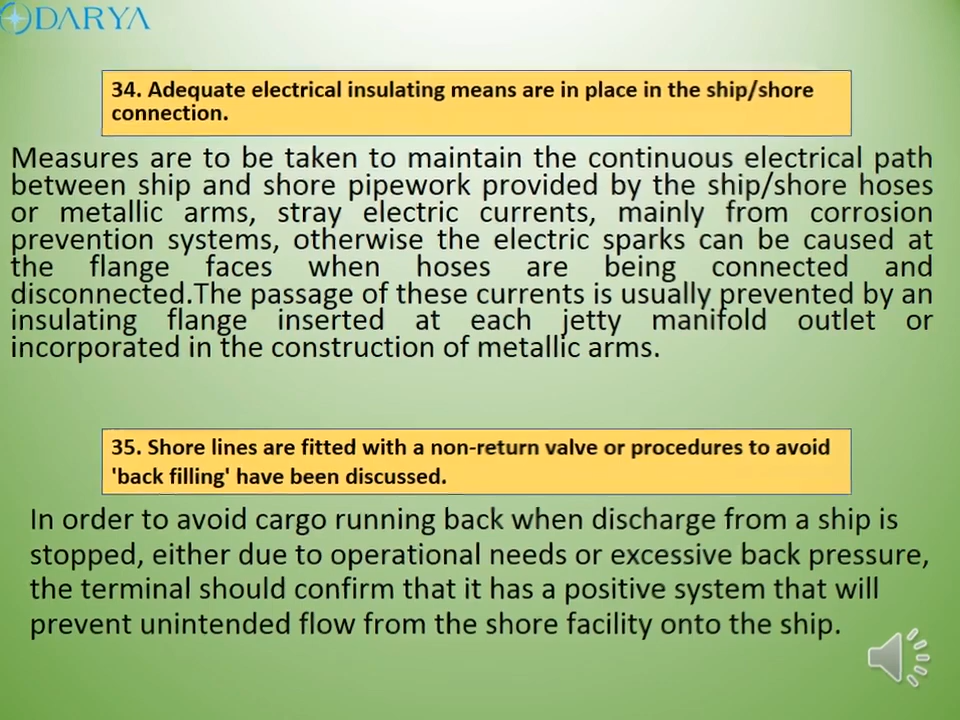 DARYA
34. Adequate electrical insulating means are in place in the ship/shore
connection.
Measures are to be taken to maintain the continuous electrical path
between ship and shore pipework provided by the ship/shore hoses
or metallic arms, stray electric currents, mainly from corrosion
prevention systems, otherwise the electric sparks can be caused at
the flange faces when hoses are being connected and
disconnected.The passage of these currents is usually prevented by an
insulating flange inserted at each jetty manifold outlet or
incorporated in the construction of metallic arms.
35. Shore lines are fitted with a non-return valve or procedures to avoid
'back filling' have been discussed.
In order to avoid cargo running back when discharge from a ship is
stopped, either due to operational needs or excessive back pressure,
the terminal should confirm that it has a positive system that will
prevent unintended flow from the shore facility onto the ship.